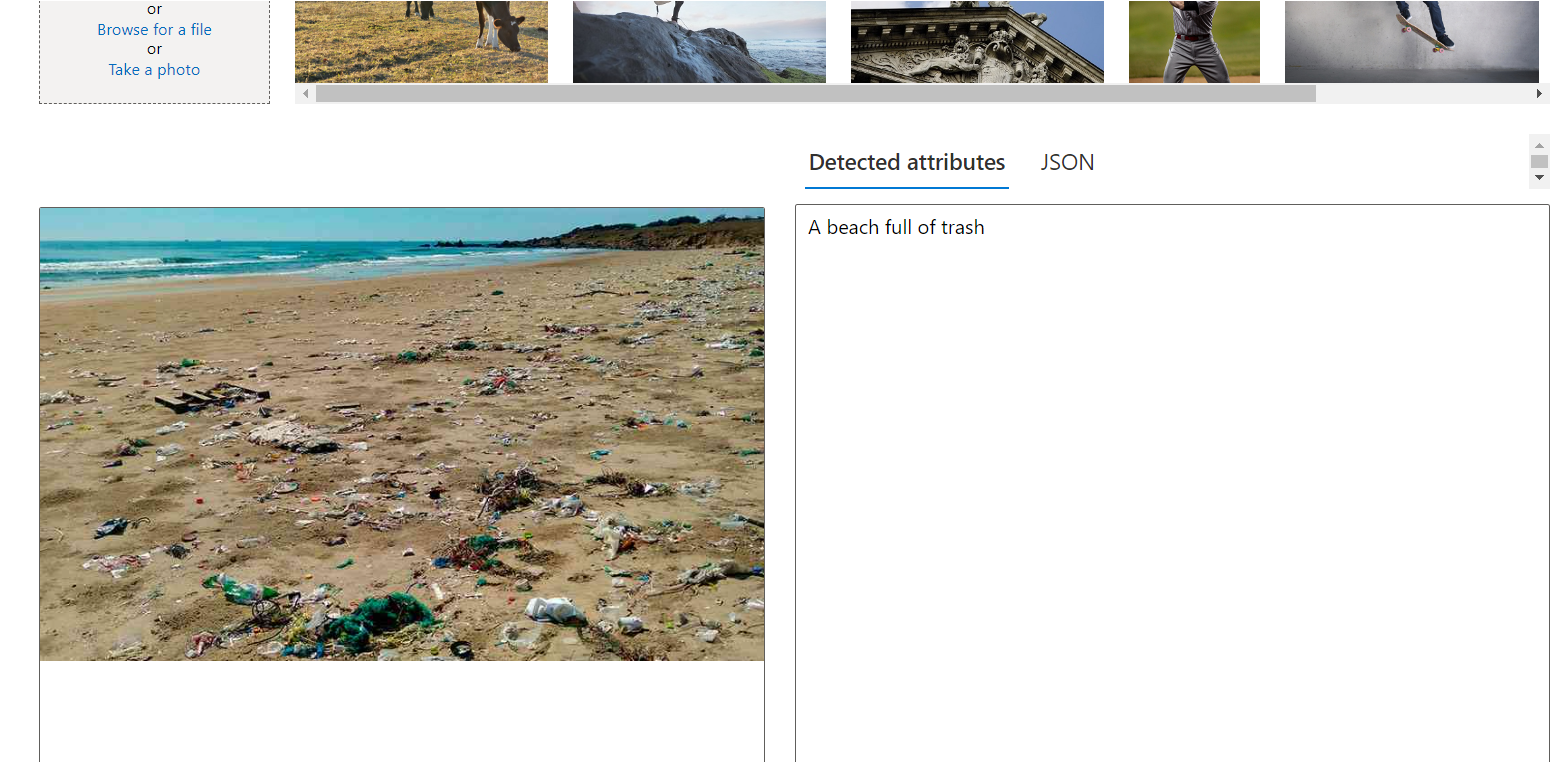 or
Browse for a file
or
Take a photo
Detected attributes
JSON
A beach full of trash